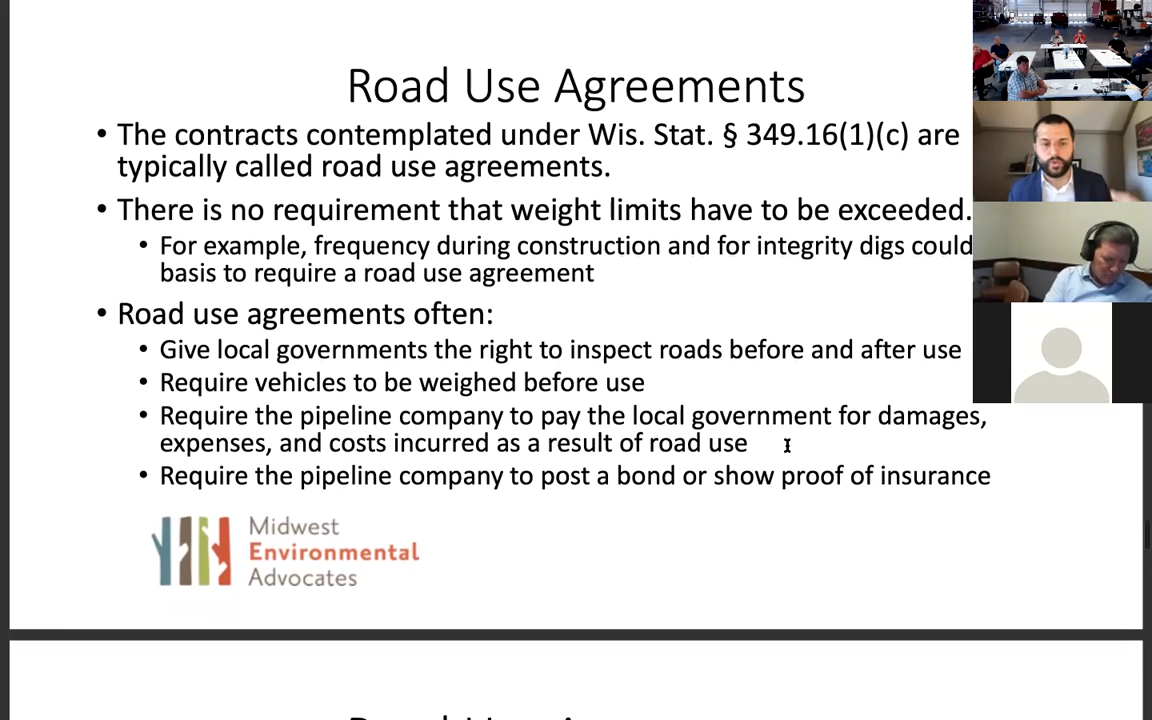 Road Use Agreements
• The contracts contemplated under Wis. Stat. § 349.16(1)(c) are
typically called road use agreements.
• There is no requirement that weight limits have to be exceeded.
• For example, frequency during construction and for integrity digs could
basis to require a road use agreement
• Road use agreements often:
• Give local governments the right to inspect roads before and after use
• Require vehicles to be weighed before use
• Require the pipeline company to pay the local government for damages,
expenses, and costs incurred as a result of road use
• Require the pipeline company to post a bond or show proof of insurance
Midwest
Environmental
Advocates